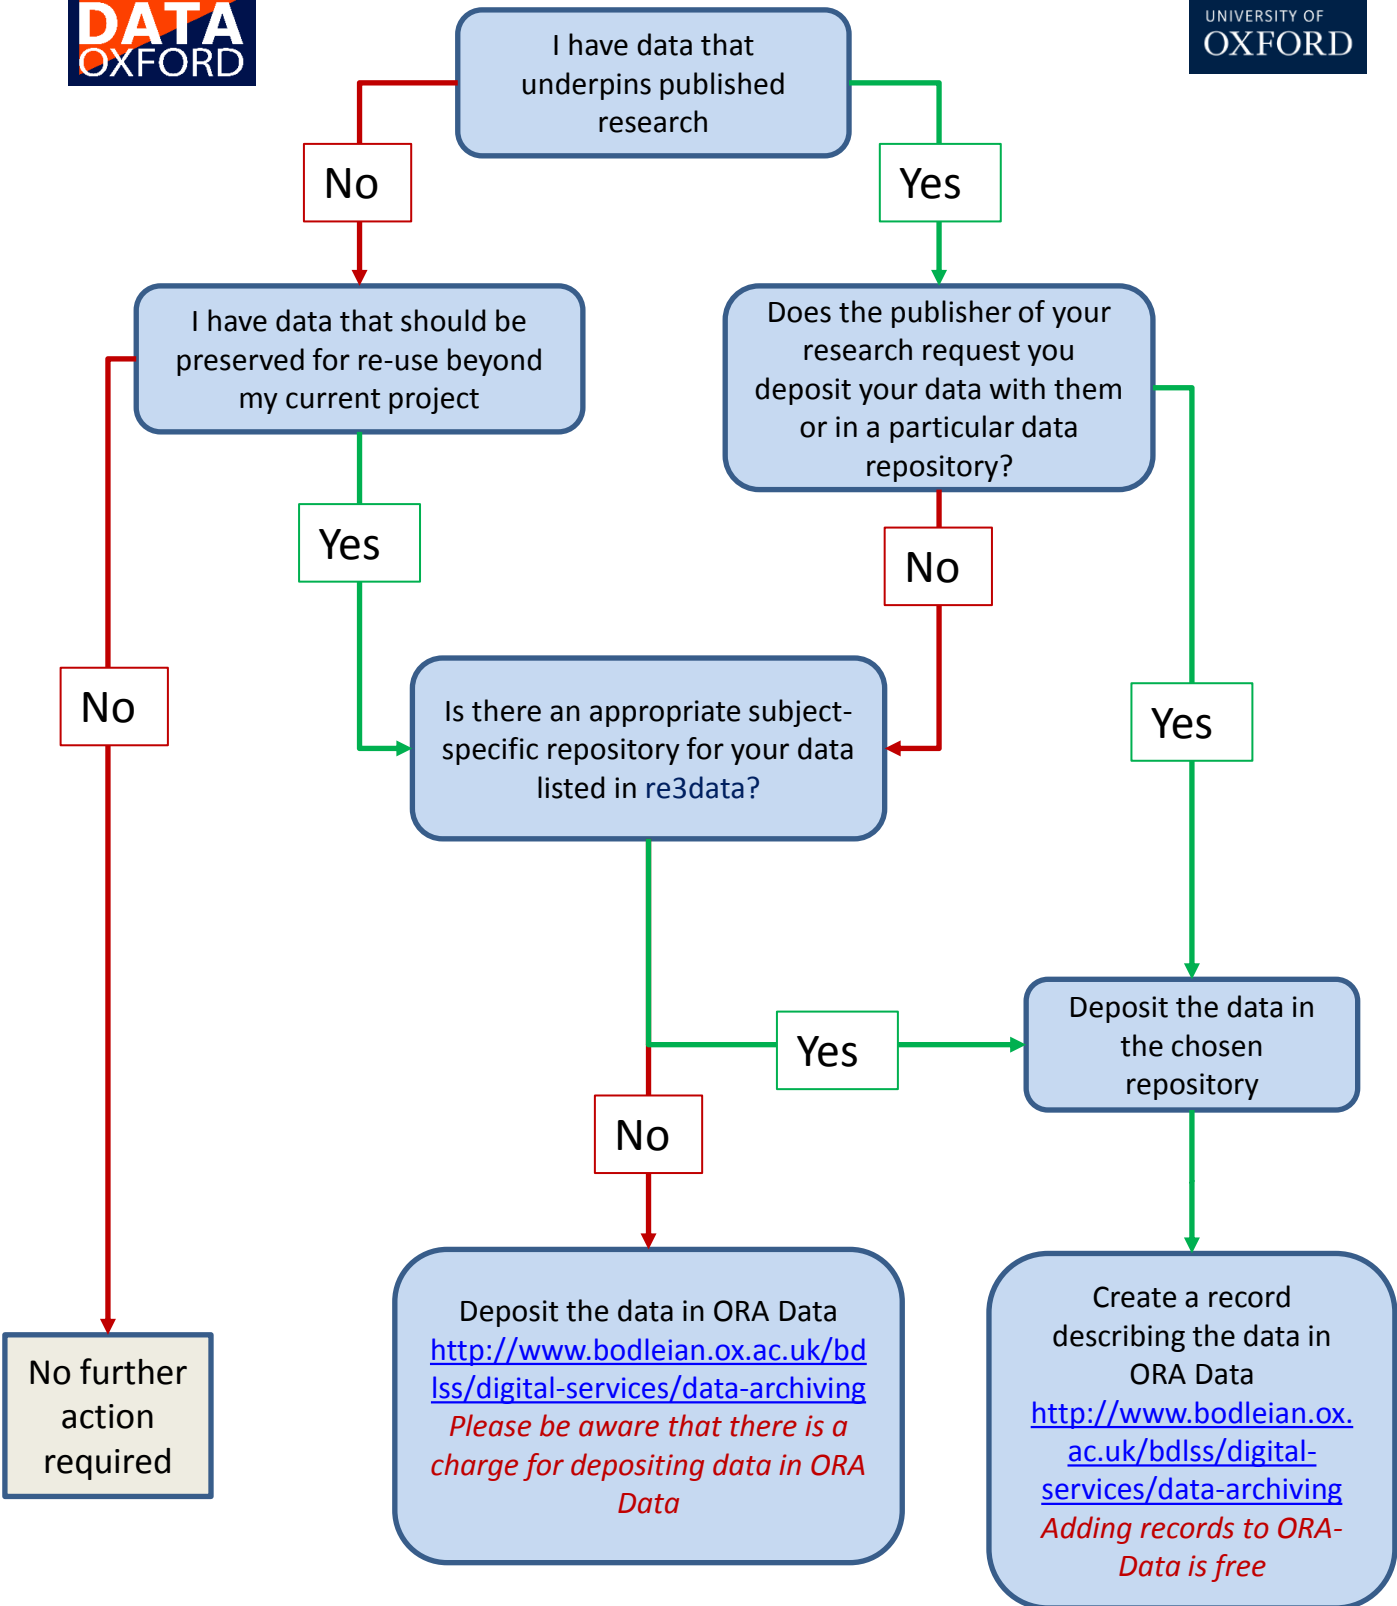 DATA
OXFORD
UNIVERSITY OF
OXFORD
I have data that
underpins published
research
No
Yes
I have data that should be
preserved for re-use beyond
my current project
Does the publisher of your
research request you
deposit your data with them
or in a particular data
repository?
Yes
No
No
Is there an appropriate subject-
specific repository for your data
listed in re3data?
Yes
Deposit the data in
the chosen
repository
Yes
No
Deposit the data in ORA Data
http://www.bodleian.ox.ac.uk/bd
lss/digital-services/data-archiving
Please be aware that there is a
charge for depositing data in ORA
Data
Create a record
describing the data in
ORA Data
http://www.bodleian.ox.
ac.uk/bdlss/digital-
services/data-archiving
Adding records to ORA-
Data is free
No further
action
required